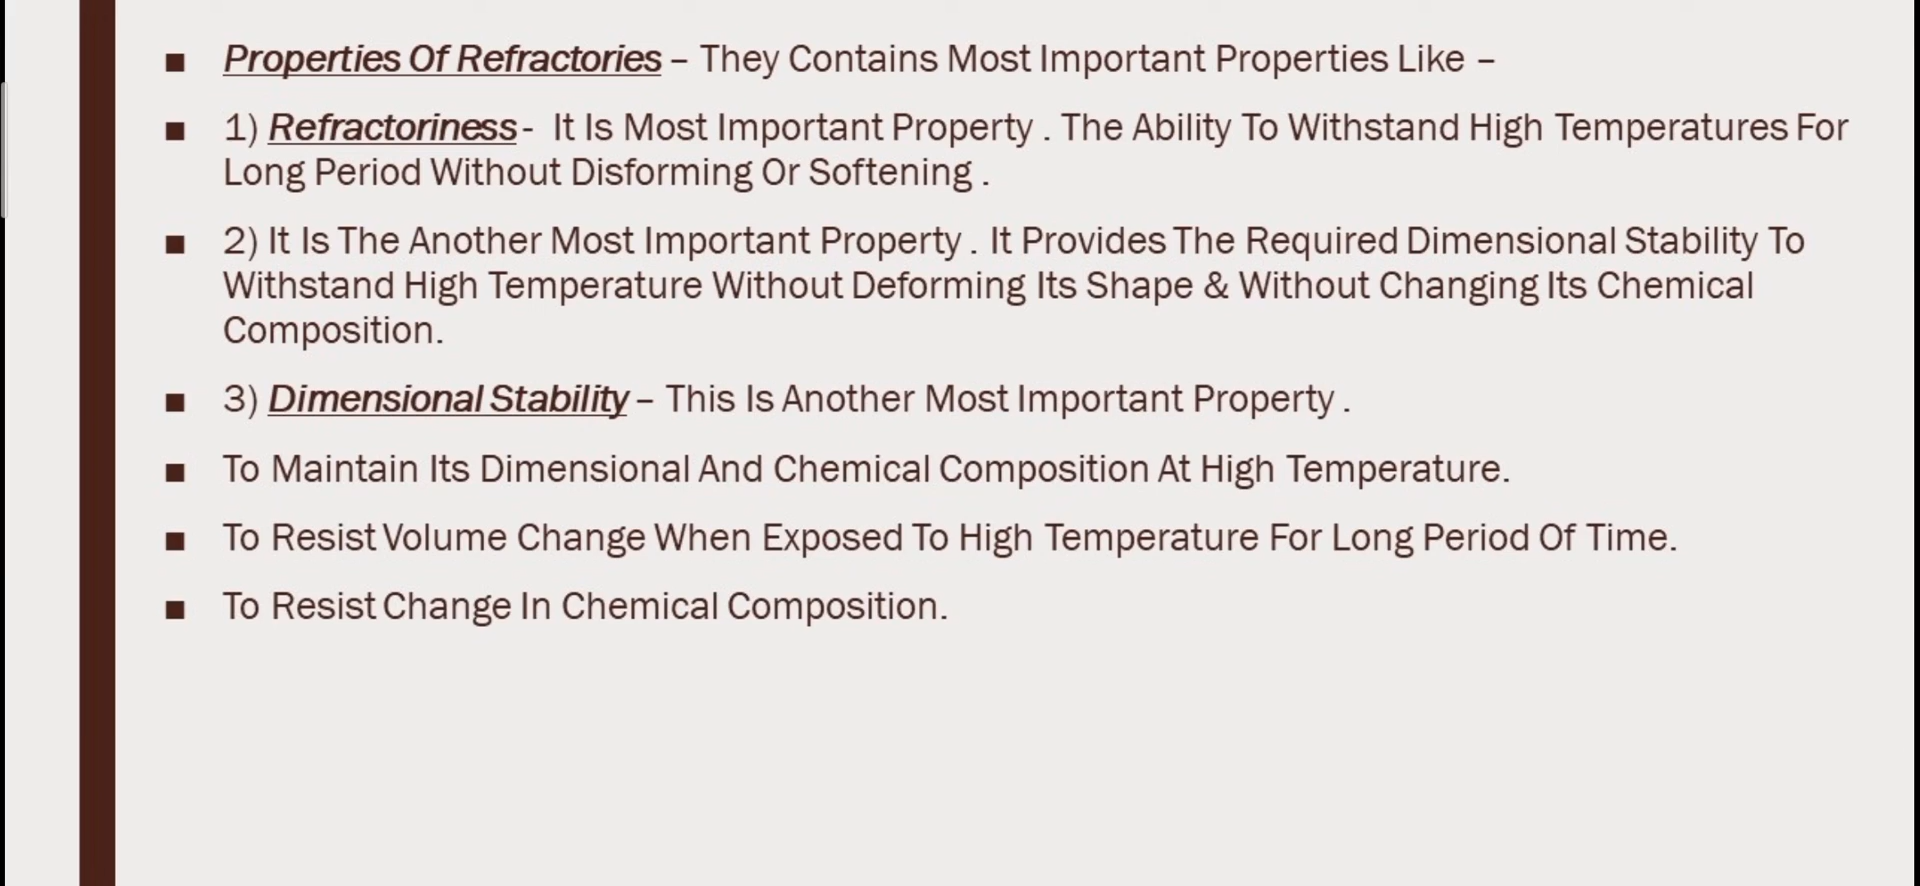 Properties Of Refractories – They Contains Most Important Properties Like –
1) Refractoriness - It Is Most Important Property . The Ability To Withstand High Temperatures For
Long Period Without Disforming Or Softening .
2) It Is The Another Most Important Property . It Provides The Required Dimensional Stability To
Withstand High Temperature Without Deforming Its Shape & Without Changing Its Chemical
Composition.
3) Dimensional Stability – This Is Another Most Important Property .
To Maintain Its Dimensional And Chemical Composition At High Temperature.
To Resist Volume Change When Exposed To High Temperature For Long Period Of Time.
To Resist Change In Chemical Composition.